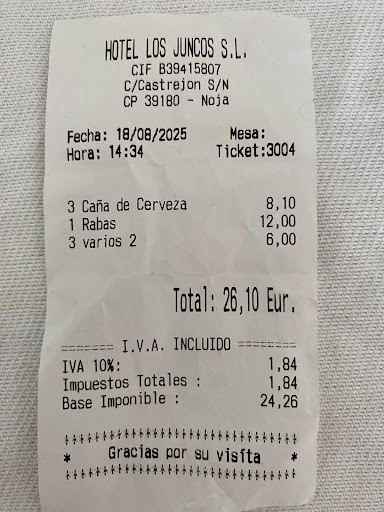 HOTEL LOS JUNCOS S.L.
CIF B39415807
C/Castrejon S/N
CP 39180 - Noja
Fecha: 18/08/2025 Mesa:
Hora: 14:34 Ticket:3004
3 Caña de Cerveza 8,10
1 Rabas 12,00
3 varios 2 6,00
Total: 26,10 Eur.
======= I.V.A. INCLUIDO ========
IVA 10%: 1,84
Impuestos Totales : 1,84
Base Imponible : 24,26
* Gracias por su visita *